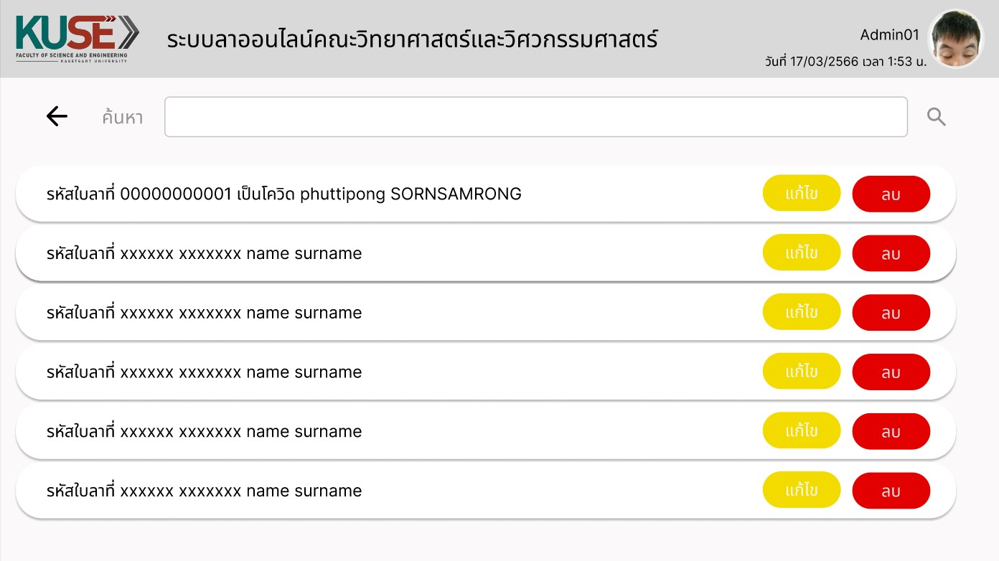 KUSE
FACULTY OF SCIENCE AND ENGINEERING
KASETSART UNIVERSITY
ระบบลาออนไลน์คณะวิทยาศาสตร์และวิศวกรรมศาสตร์
Admin01
วันที่ 17/03/2566 เวลา 1:53 น.
ค้นหา
รหัสใบลาที่ 00000000001 เป็นโควิด phuttipong SORNSAMRONG แก้ไข ลบ
รหัสใบลาที่ xxxxxx xxxxxxx name surname แก้ไข ลบ
รหัสใบลาที่ xxxxxx xxxxxxx name surname แก้ไข ลบ
รหัสใบลาที่ xxxxxx xxxxxxx name surname แก้ไข ลบ
รหัสใบลาที่ xxxxxx xxxxxxx name surname แก้ไข ลบ
รหัสใบลาที่ xxxxxx xxxxxxx name surname แก้ไข ลบ